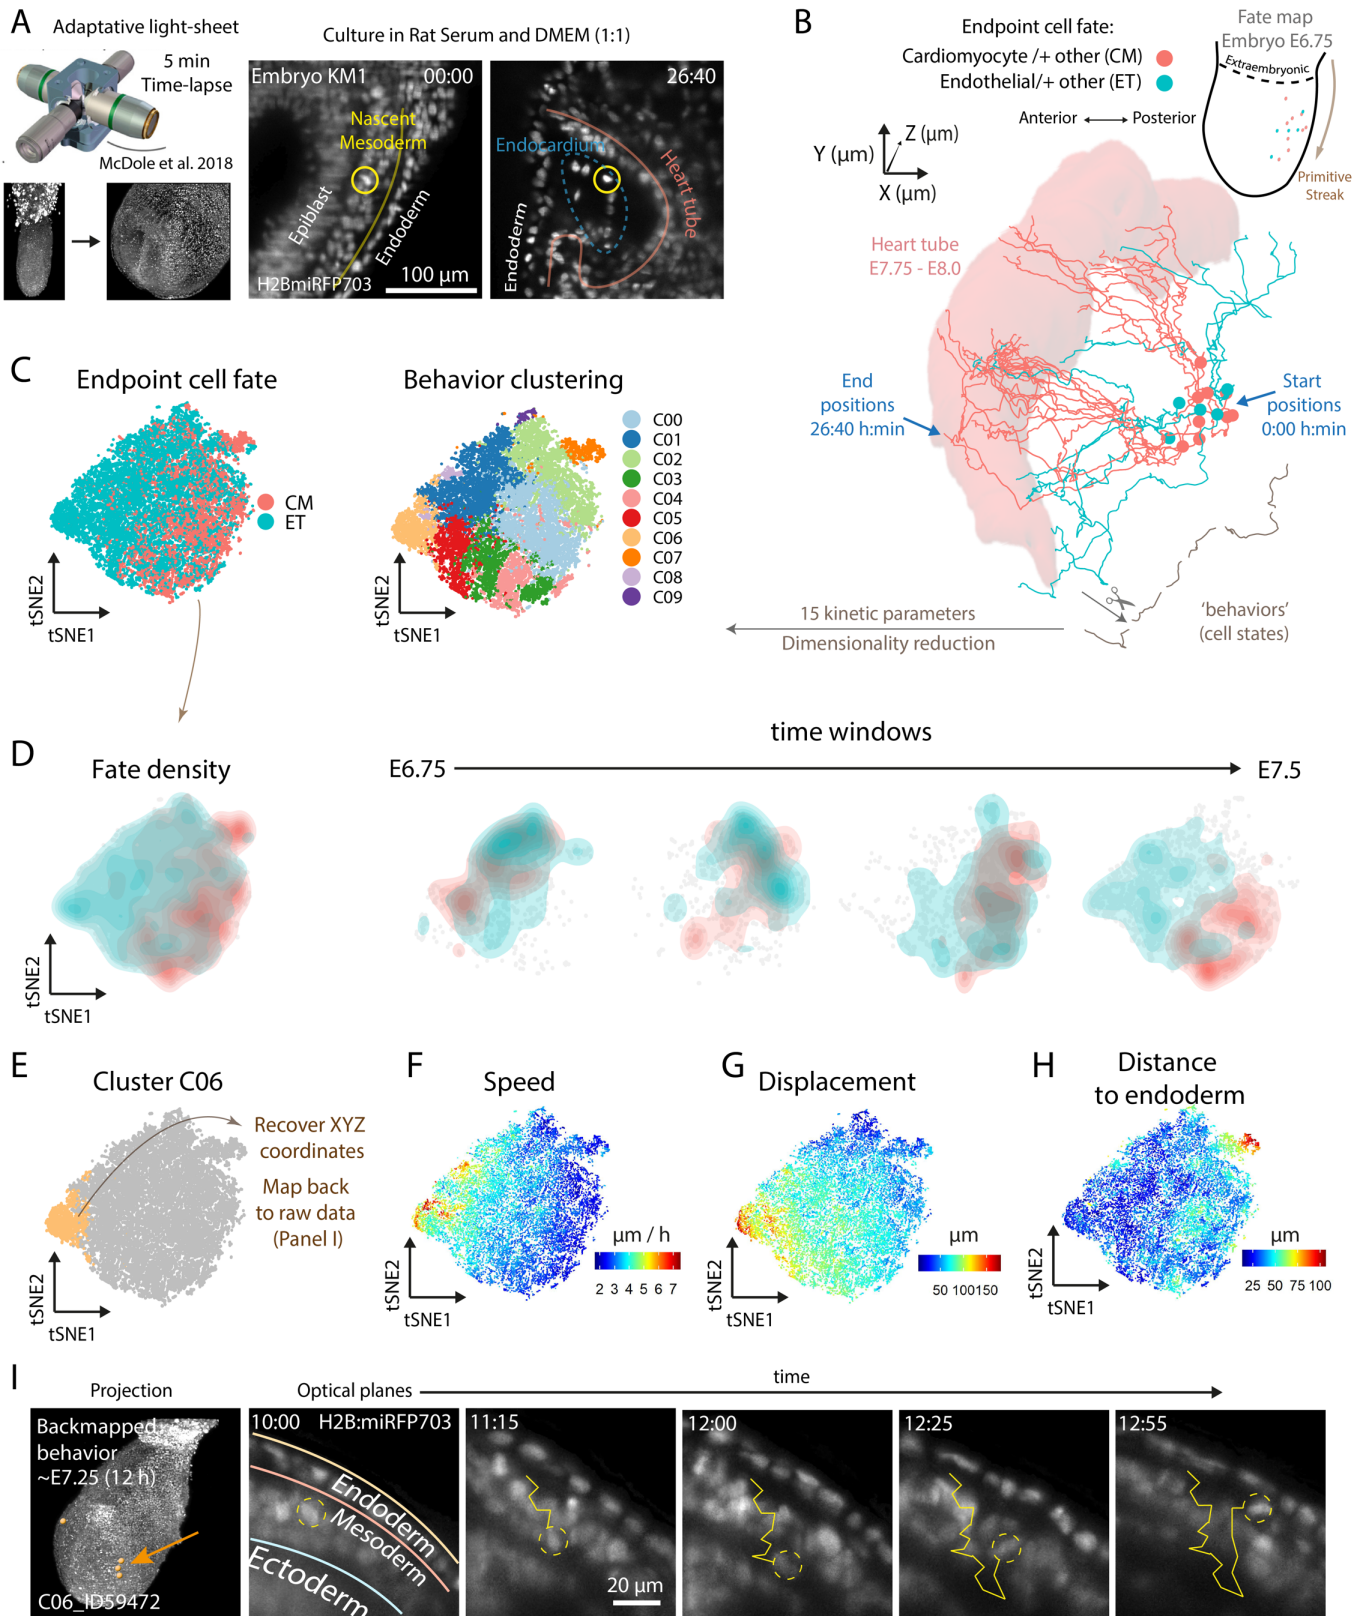 A
Adaptative light-sheet
5 min
Time-lapse
McDole et al. 2018
Culture in Rat Serum and DMEM (1:1)
Embryo KM1
00:00
Nascent
Mesoderm
Epiblast
Endoderm
H2BmiRFP703
100 µm
26:40
Endocardium
Heart tube
Endoderm
B
Endpoint cell fate:
Cardiomyocyte /+ other (CM)
Endothelial/+ other (ET)
Fate map
Embryo E6.75
Extraembryonic
Anterior
Posterior
Primitive
Streak
Z (µm)
Y (µm)
X (µm)
Heart tube
E7.75 - E8.0
End
positions
26:40 h:min
Start
positions
0:00 h:min
15 kinetic parameters
Dimensionality reduction
‘behaviors’
(cell states)
C
Endpoint cell fate
CM
ET
tSNE2
tSNE1
Behavior clustering
C00
C01
C02
C03
C04
C05
C06
C07
C08
C09
tSNE2
tSNE1
D
Fate density
tSNE2
tSNE1
time windows
E6.75
E7.5
E
Cluster C06
Recover XYZ
coordinates
Map back
to raw data
(Panel I)
tSNE2
tSNE1
F
Speed
µm / h
2 3 4 5 6 7
tSNE2
tSNE1
G
Displacement
µm
50 100150
tSNE2
tSNE1
H
Distance
to endoderm
µm
25 50 75 100
tSNE2
tSNE1
I
Projection
Optical planes
time
Backmapped
behavior
~E7.25 (12 h)
C06_ID59472
10:00
H2B:miRFP703
Endoderm
Mesoderm
Ectoderm
11:15
20 µm
12:00
12:25
12:55